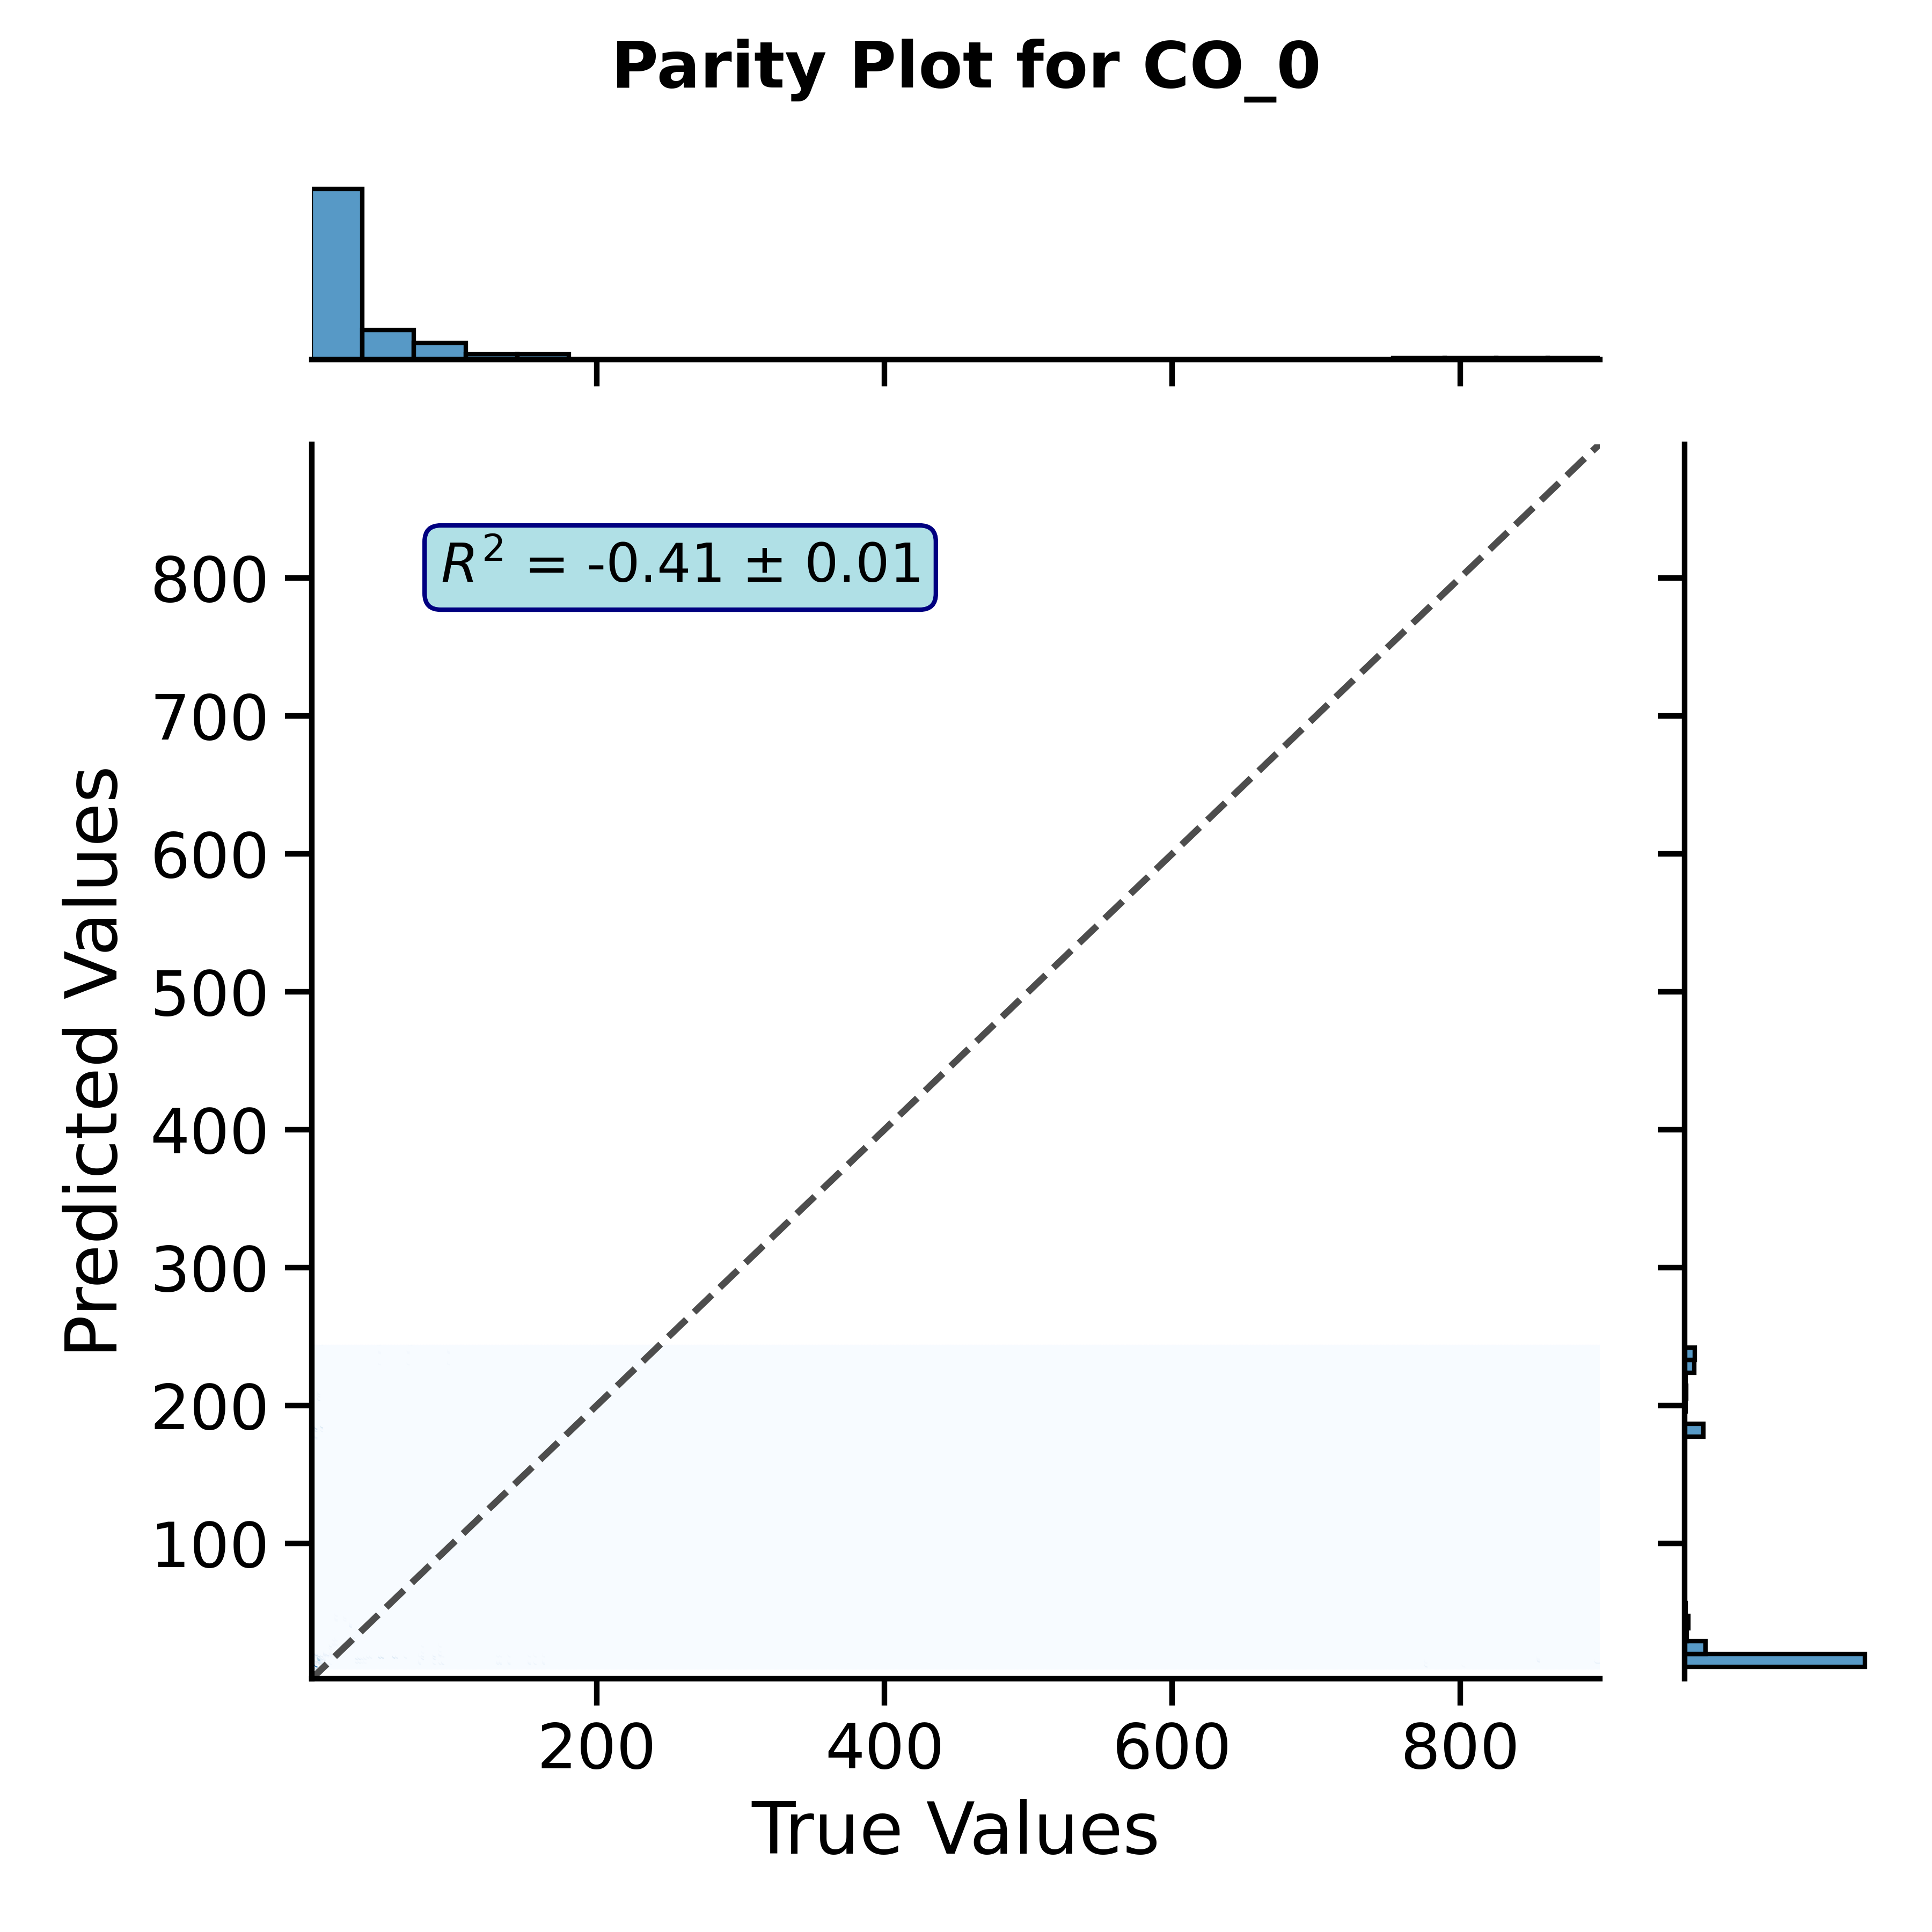 Parity Plot for CO_0
R² = -0.41 ± 0.01
Predicted Values
800
700
600
500
400
300
200
100
200 400 600 800
True Values